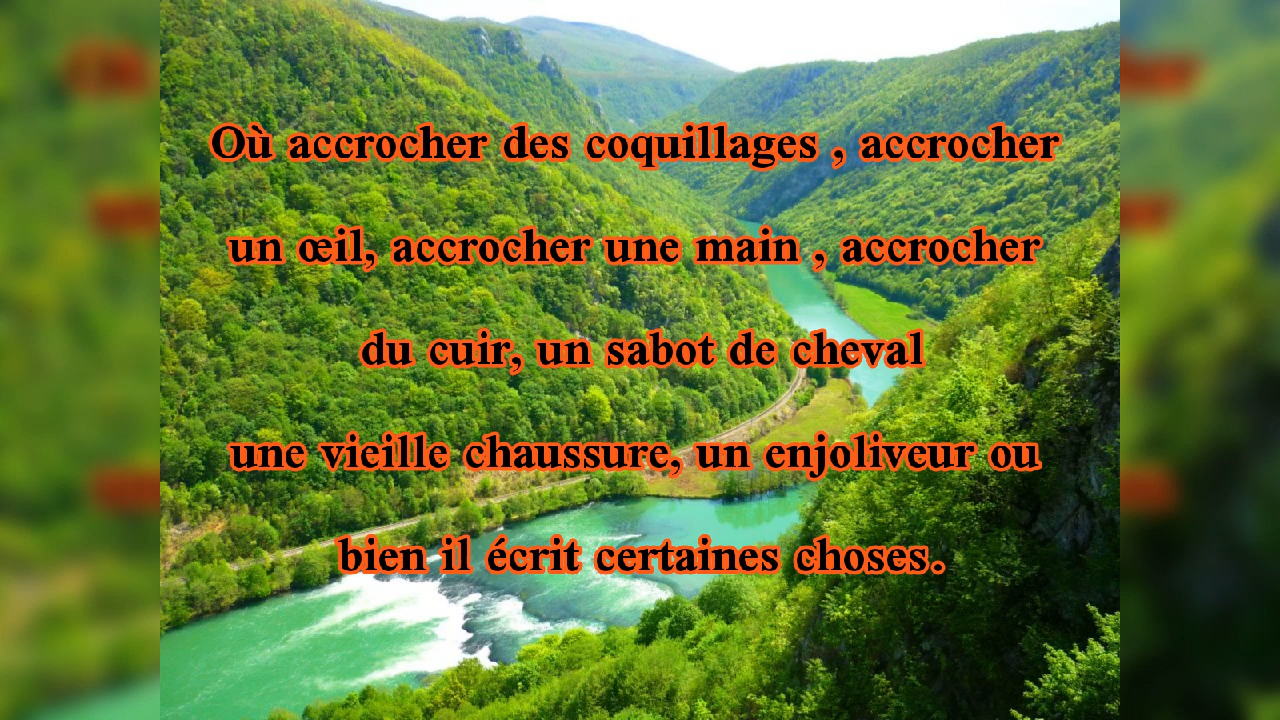 Où accrocher des coquillages , accrocher
un œil, accrocher une main , accrocher
du cuir, un sabot de cheval
une vieille chaussure, un enjoliveur ou
bien il écrit certaines choses.